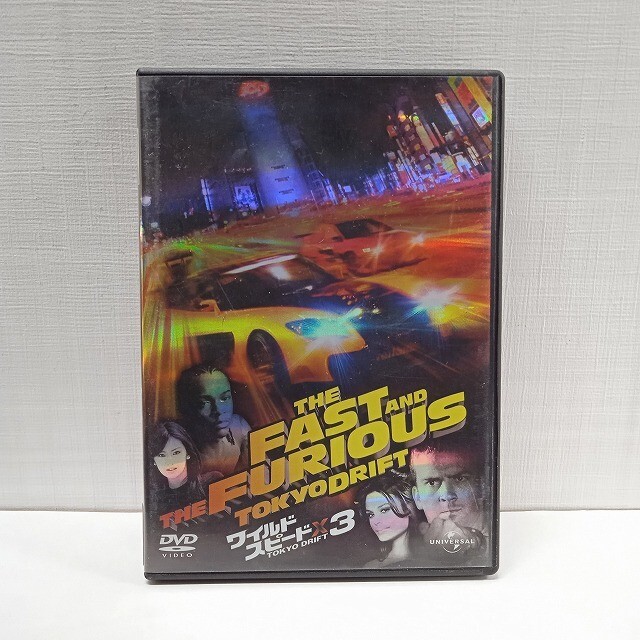 THE
FAST AND
THE FURIOUS
TOKYO DRIFT
ワイルド
スピードX3
TOKYO DRIFT
DVD
VIDEO
UNIVERSAL